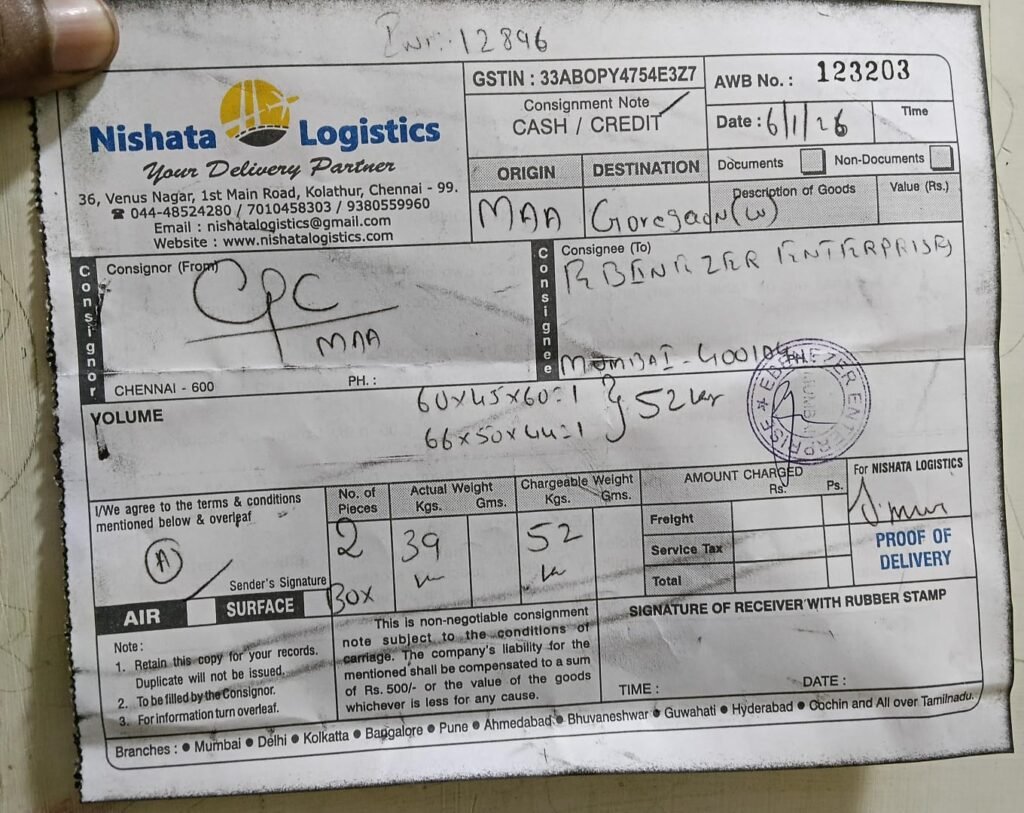 12896
Nishata Logistics
Your Delivery Partner
36, Venus Nagar, 1st Main Road, Kolathur, Chennai - 99.
☎ 044-48524280 / 7010458303 / 9380559960
Email : nishatalogistics@gmail.com
Website : www.nishatalogistics.com
GSTIN : 33ABOPY4754E3Z7
Consignment Note
CASH / CREDIT
AWB No. : 123203
Date : 6/1/26
Time
ORIGIN
DESTINATION
Documents
Non-Documents
MAA
Goregaon (W)
Description of Goods
Value (Rs.)
Consignor
Consignor (From)
CPC
MAA
CHENNAI - 600
PH. :
Consignee
Consignee (To)
EBENEZER ENTERPRISES
MUMBAI - 400104
PH.
EBENEZER ENTERPRISE
VOLUME
60x45x60=1
66x50x44=1
52 kg
I/We agree to the terms & conditions
mentioned below & overleaf
A
Sender's Signature
No. of Pieces
Actual Weight
Kgs. Gms.
Chargeable Weight
Kgs. Gms.
AMOUNT CHARGED
Rs. Ps.
2
BOX
39
52
Freight
Service Tax
Total
For NISHATA LOGISTICS
PROOF OF
DELIVERY
AIR
SURFACE
Note :
1. Retain this copy for your records.
Duplicate will not be issued.
2. To be filled by the Consignor.
3. For information turn overleaf.
This is non-negotiable consignment
note subject to the conditions of
carriage. The company's liability for the
mentioned shall be compensated to a sum
of Rs. 500/- or the value of the goods
whichever is less for any cause.
SIGNATURE OF RECEIVER WITH RUBBER STAMP
TIME :
DATE :
Branches : ● Mumbai ● Delhi ● Kolkatta ● Bangalore ● Pune ● Ahmedabad ● Bhuvaneshwar ● Guwahati ● Hyderabad ● Cochin and All over Tamilnadu.